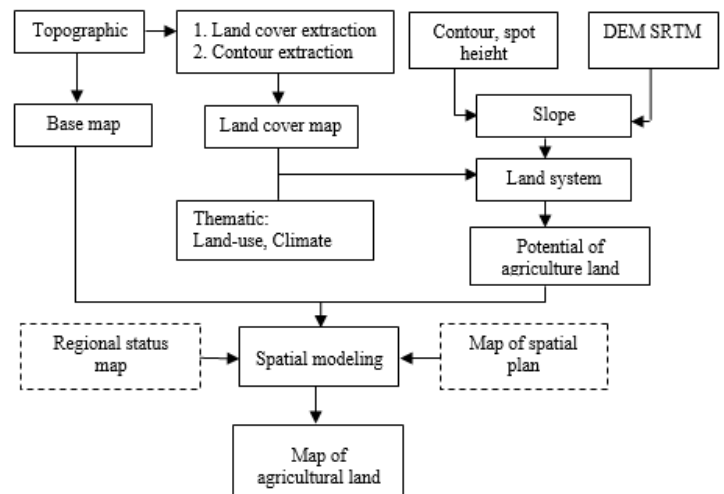 Topographic
1. Land cover extraction
2. Contour extraction
Contour, spot
height
DEM SRTM
Base map
Land cover map
Slope
Land system
Thematic:
Land-use, Climate
Potential of
agriculture land
Regional status
map
Spatial modeling
Map of spatial
plan
Map of
agricultural land